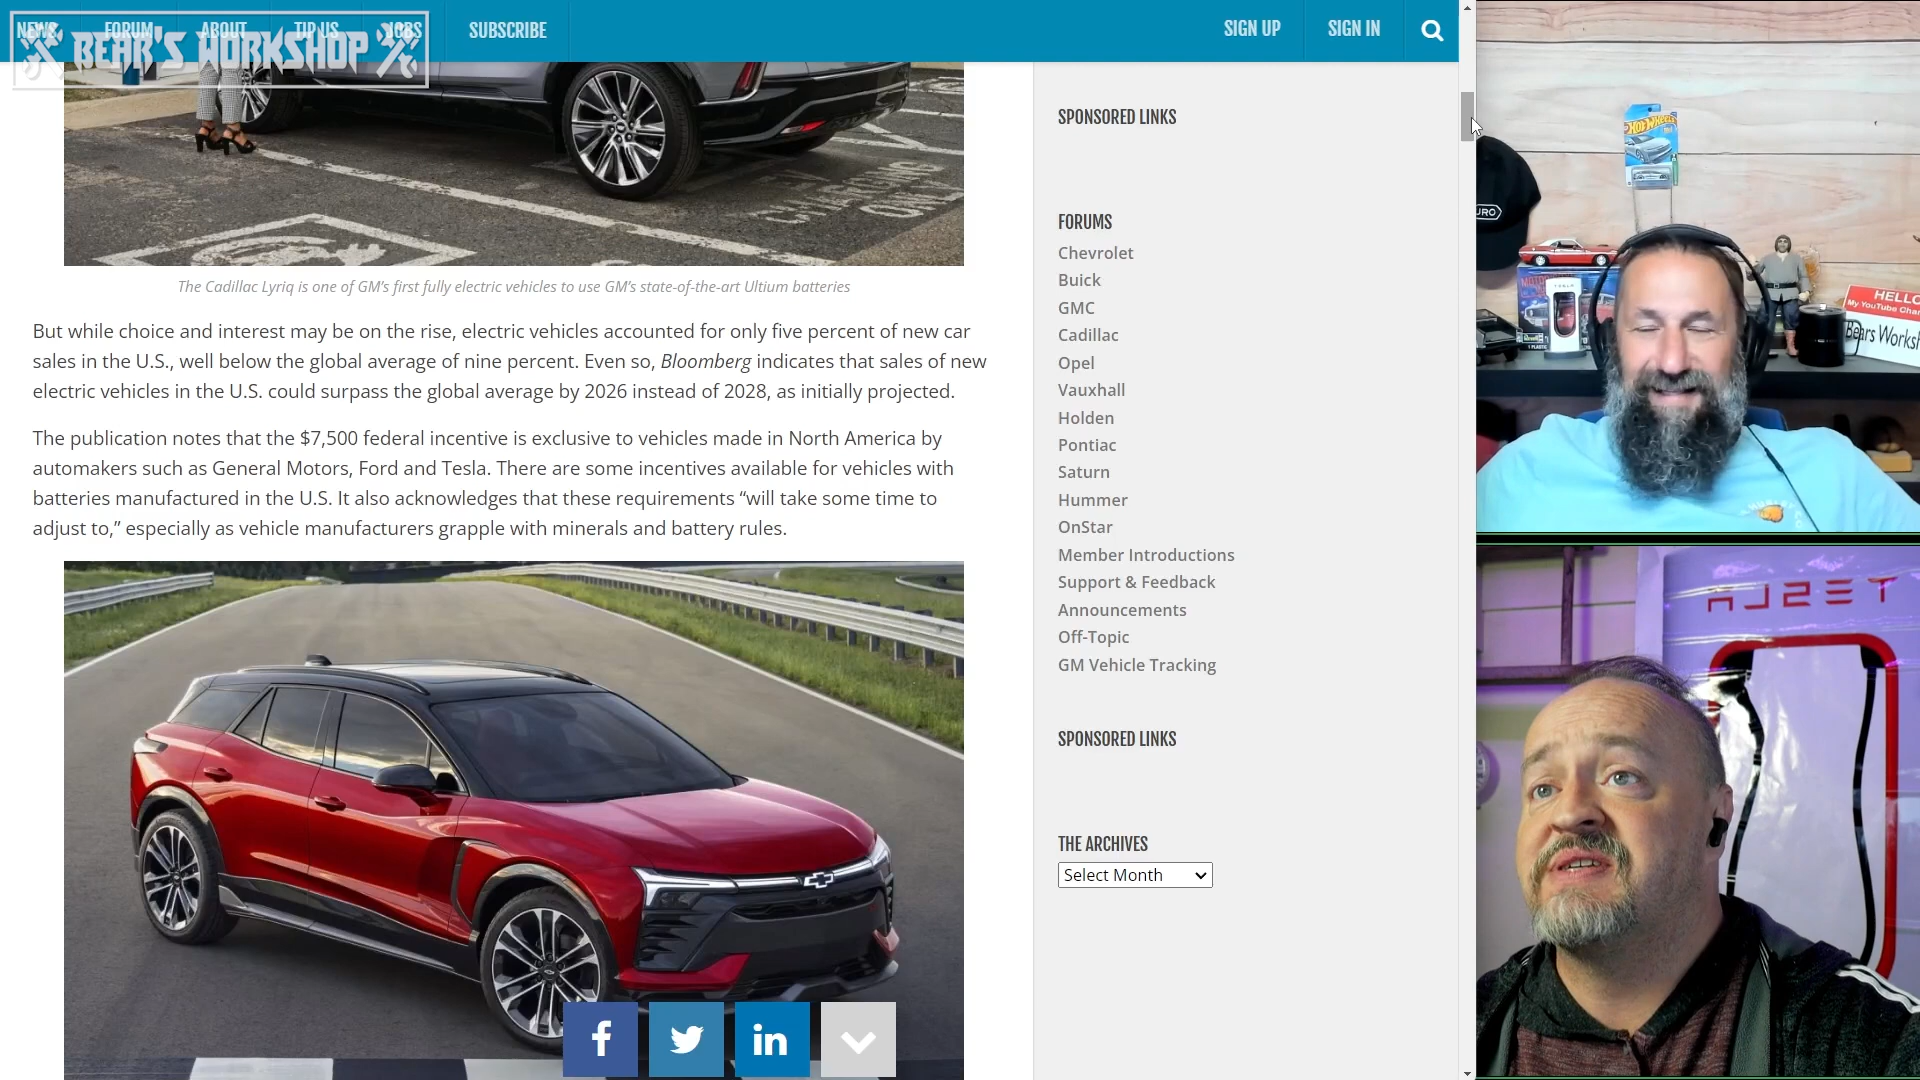 NEWS FORUM ABOUT TIP US JOBS SUBSCRIBE SIGN UP SIGN IN
BEAR'S WORKSHOP
The Cadillac Lyriq is one of GM's first fully electric vehicles to use GM's state-of-the-art Ultium batteries
But while choice and interest may be on the rise, electric vehicles accounted for only five percent of new car
sales in the U.S., well below the global average of nine percent. Even so, Bloomberg indicates that sales of new
electric vehicles in the U.S. could surpass the global average by 2026 instead of 2028, as initially projected.
The publication notes that the $7,500 federal incentive is exclusive to vehicles made in North America by
automakers such as General Motors, Ford and Tesla. There are some incentives available for vehicles with
batteries manufactured in the U.S. It also acknowledges that these requirements “will take some time to
adjust to,” especially as vehicle manufacturers grapple with minerals and battery rules.
f
in
SPONSORED LINKS
FORUMS
Chevrolet
Buick
GMC
Cadillac
Opel
Vauxhall
Holden
Pontiac
Saturn
Hummer
OnStar
Member Introductions
Support & Feedback
Announcements
Off-Topic
GM Vehicle Tracking
SPONSORED LINKS
THE ARCHIVES
Select Month
Hot Wheels
URO
TESLA
HELLO
My YouTube Chan
Bears Worksh
TESLA